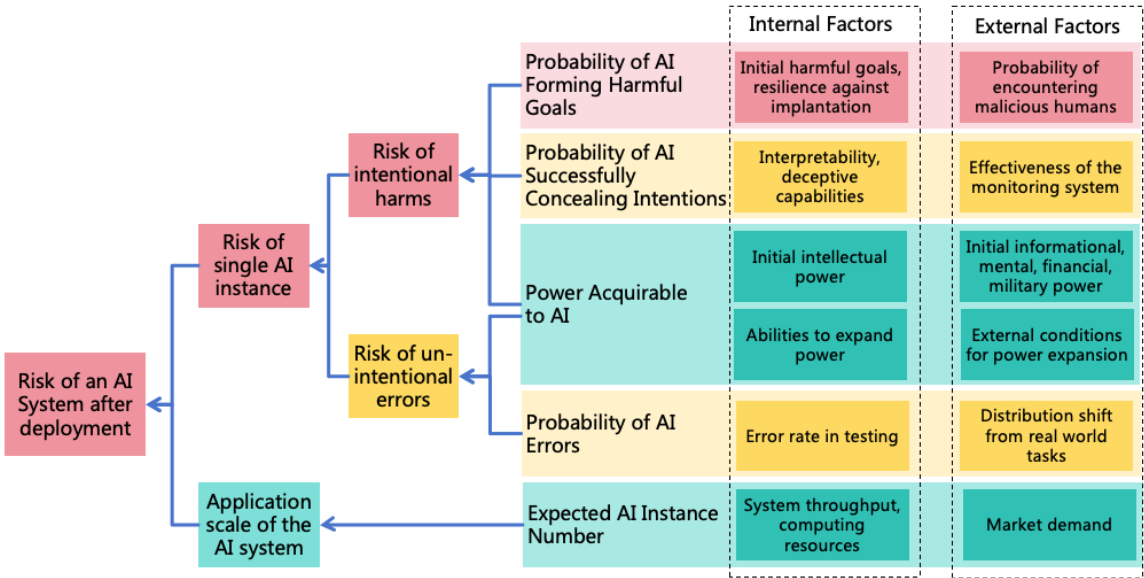 Internal Factors
External Factors
Probability of AI
Forming Harmful
Goals
Initial harmful goals,
resilience against
implantation
Probability of
encountering
malicious humans
Risk of
intentional
harms
Probability of AI
Successfully
Concealing Intentions
Interpretability,
deceptive
capabilities
Effectiveness of the
monitoring system
Risk of
single AI
instance
Power Acquirable
to AI
Initial intellectual
power
Initial informational,
mental, financial,
military power
Abilities to expand
power
External conditions
for power expansion
Risk of un-
intentional
errors
Risk of an AI
System after
deployment
Probability of AI
Errors
Error rate in testing
Distribution shift
from real world
tasks
Application
scale of the
AI system
Expected AI Instance
Number
System throughput,
computing
resources
Market demand